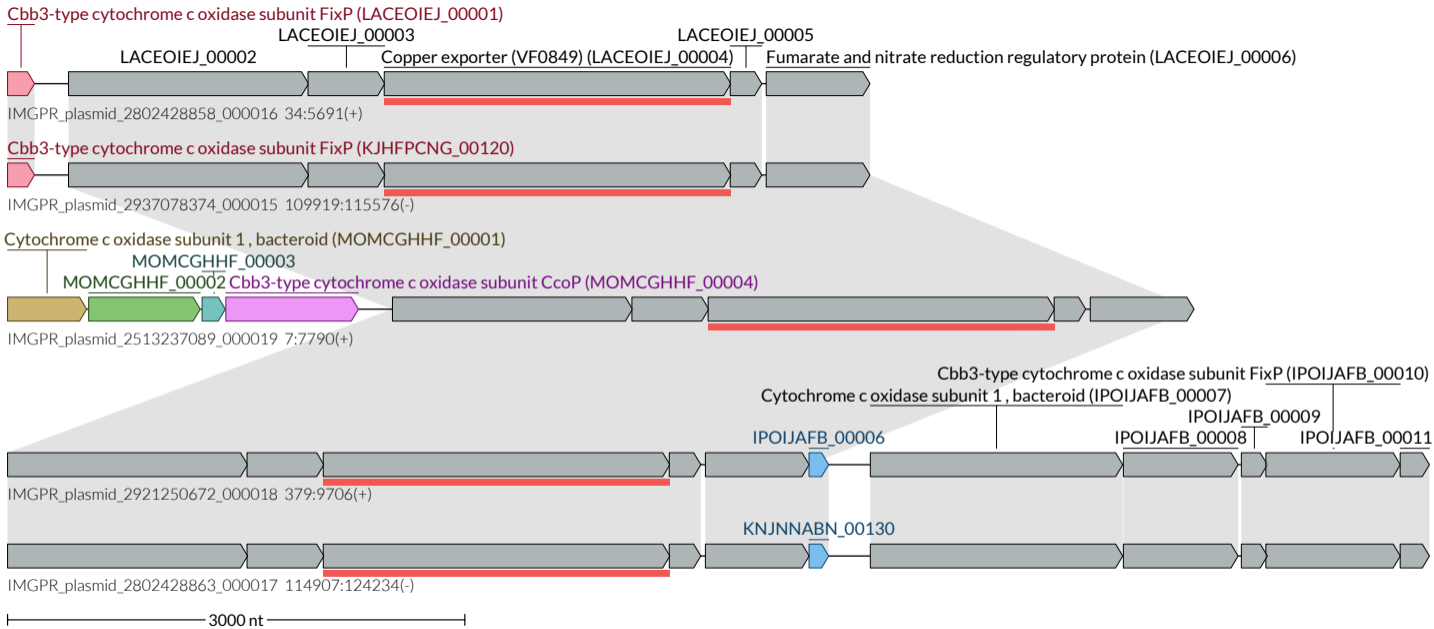 Cbb3-type cytochrome c oxidase subunit FixP (LACEOIEJ_00001)
LACEOIEJ_00003
LACEOIEJ_00005
LACEOIEJ_00002
Copper exporter (VF0849) (LACEOIEJ_00004)
Fumarate and nitrate reduction regulatory protein (LACEOIEJ_00006)
IMGPR_plasmid_2802428858_000016 34:5691(+)
Cbb3-type cytochrome c oxidase subunit FixP (KJHFPCNG_00120)
IMGPR_plasmid_2937078374_000015 109919:115576(-)
Cytochrome c oxidase subunit 1 , bacteroid (MOMCGHHF_00001)
MOMCGHHF_00003
MOMCGHHF_00002
Cbb3-type cytochrome c oxidase subunit CcoP (MOMCGHHF_00004)
IMGPR_plasmid_2513237089_000019 7:7790(+)
Cbb3-type cytochrome c oxidase subunit FixP (IPOIJAFB_00010)
Cytochrome c oxidase subunit 1 , bacteroid (IPOIJAFB_00007)
IPOIJAFB_00009
IPOIJAFB_00006
IPOIJAFB_00008
IPOIJAFB_00011
IMGPR_plasmid_2921250672_000018 379:9706(+)
KNJNNABN_00130
IMGPR_plasmid_2802428863_000017 114907:124234(-)
3000 nt